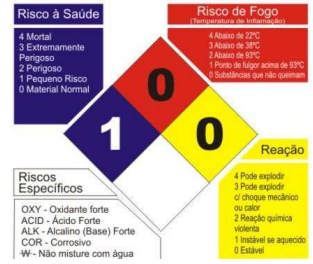 Risco à Saúde
4 Mortal
3 Extremamente
Perigoso
2 Perigoso
1 Pequeno Risco
0 Material Normal
Risco de Fogo
(Temperatura de Inflamação)
4 Abaixo de 22ºC
3 Abaixo de 38ºC
2 Abaixo de 93ºC
1 Ponto de fulgor acima de 93ºC
0 Substâncias que não queimam
0
1
0
Reação
4 Pode explodir
3 Pode explodir
c/ choque mecânico
ou calor
2 Reação química
violenta
1 Instável se aquecido
0 Estável
Riscos
Específicos
OXY - Oxidante forte
ACID - Ácido Forte
ALK - Alcalino (Base) Forte
COR - Corrosivo
W - Não misture com água